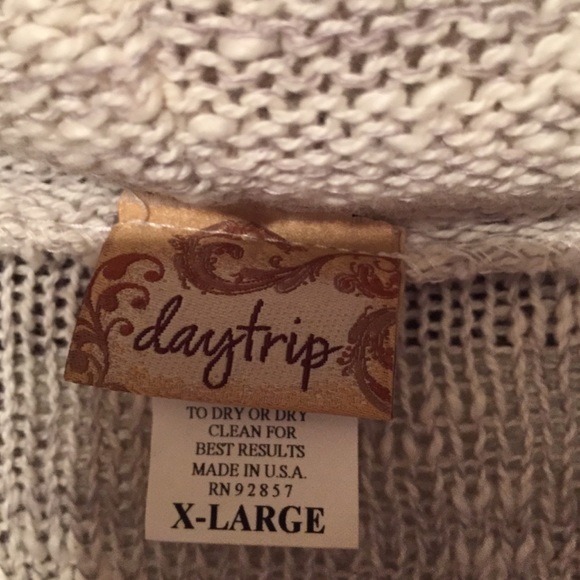 daytrip
TO DRY OR DRY
CLEAN FOR
BEST RESULTS
MADE IN U.S.A.
RN 92857
X-LARGE